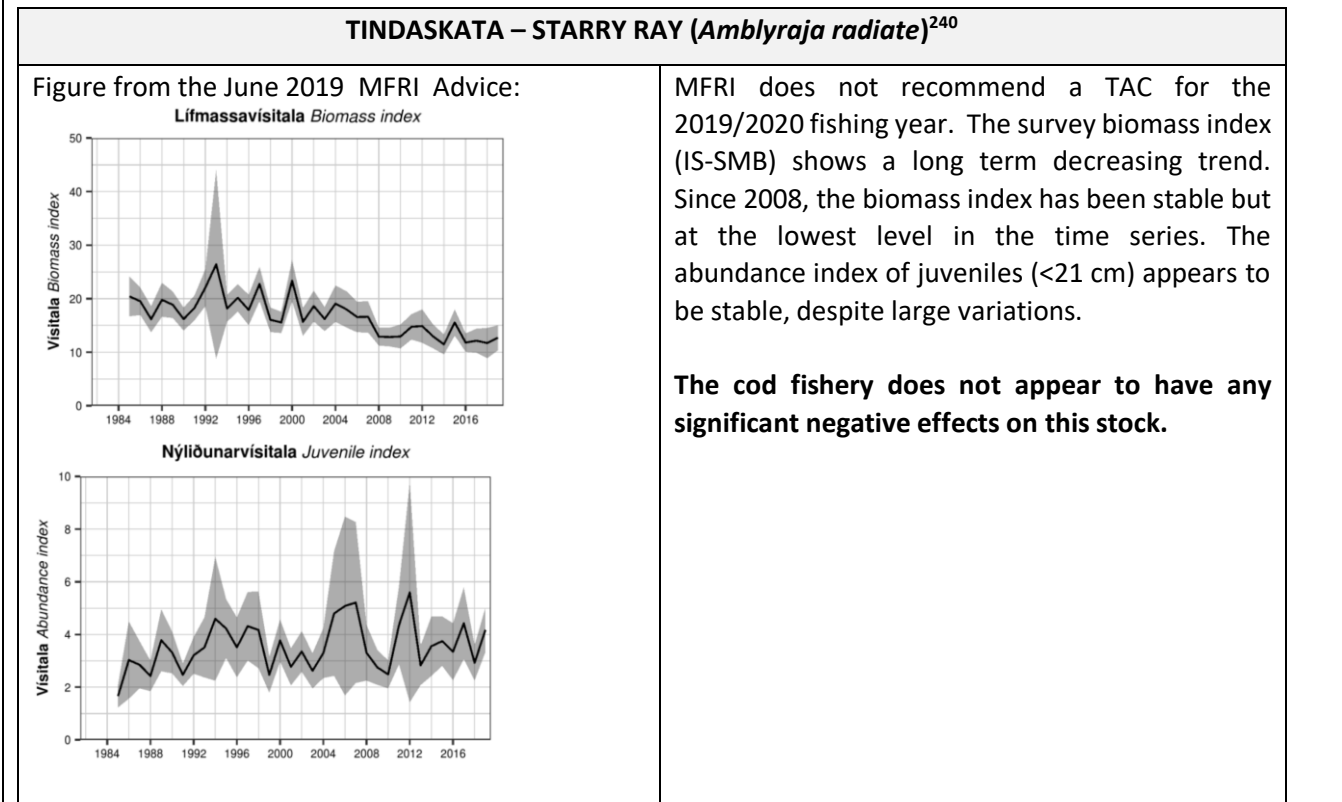 TINDASKATA – STARRY RAY (Amblyraja radiate)240
Figure from the June 2019 MFRI Advice:
Lífmassavísitala Biomass index
Vísitala Biomass index
50
40
30
20
10
0
1984 1988 1992 1996 2000 2004 2008 2012 2016
Nýliðunarvísitala Juvenile index
Vísitala Abundance index
10
8
6
4
2
0
1984 1988 1992 1996 2000 2004 2008 2012 2016
MFRI does not recommend a TAC for the
2019/2020 fishing year. The survey biomass index
(IS-SMB) shows a long term decreasing trend.
Since 2008, the biomass index has been stable but
at the lowest level in the time series. The
abundance index of juveniles (<21 cm) appears to
be stable, despite large variations.
The cod fishery does not appear to have any
significant negative effects on this stock.